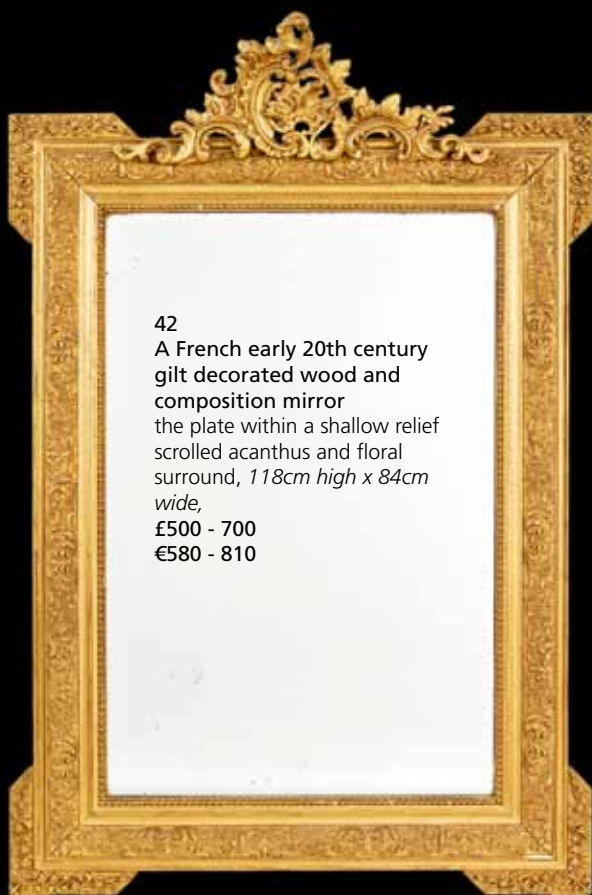 42
A French early 20th century
gilt decorated wood and
composition mirror
the plate within a shallow relief
scrolled acanthus and floral
surround, 118cm high x 84cm
wide,
£500 - 700
€580 - 810